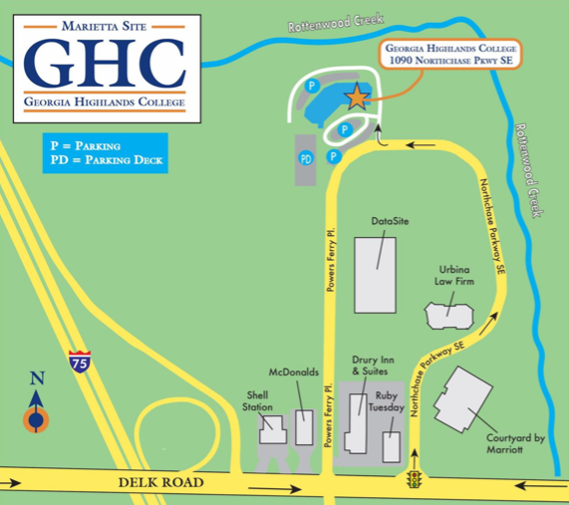 Marietta Site
GHC
Georgia Highlands College
P = Parking
PD = Parking Deck
Rottenwood Creek
Georgia Highlands College
1090 Northchase Pkwy SE
P
P
PD
P
Rottenwood Creek
Northchase Parkway SE
DataSite
Powers Ferry Pl.
Urbina
Law Firm
75
Northchase Parkway SE
N
McDonalds
Drury Inn
& Suites
Shell
Station
Ruby
Tuesday
Powers Ferry Pl.
Courtyard by
Marriott
DELK ROAD